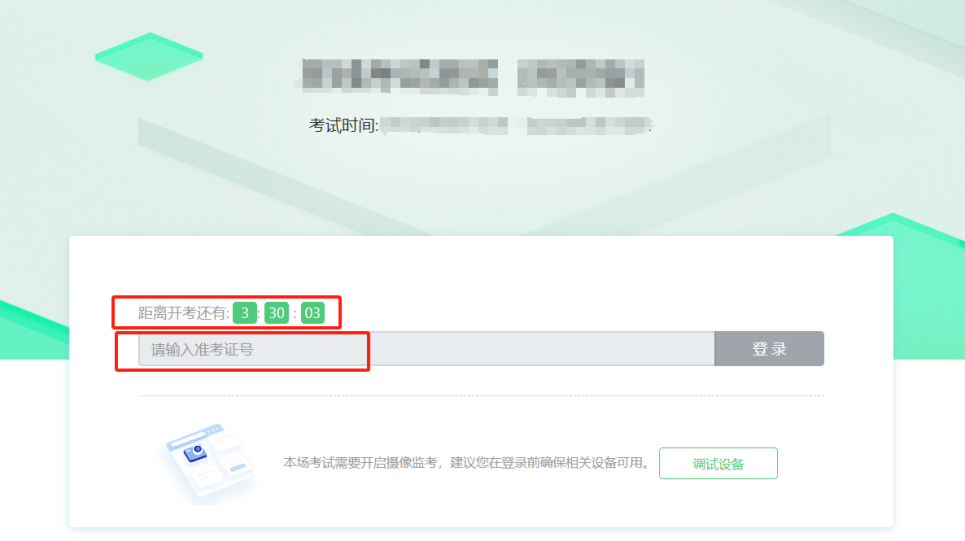 考试时间:
距离开考还有: 3 : 30 : 03
请输入准考证号
登 录
本场考试需要开启摄像监考，建议您在登录前确保相关设备可用。 调试设备